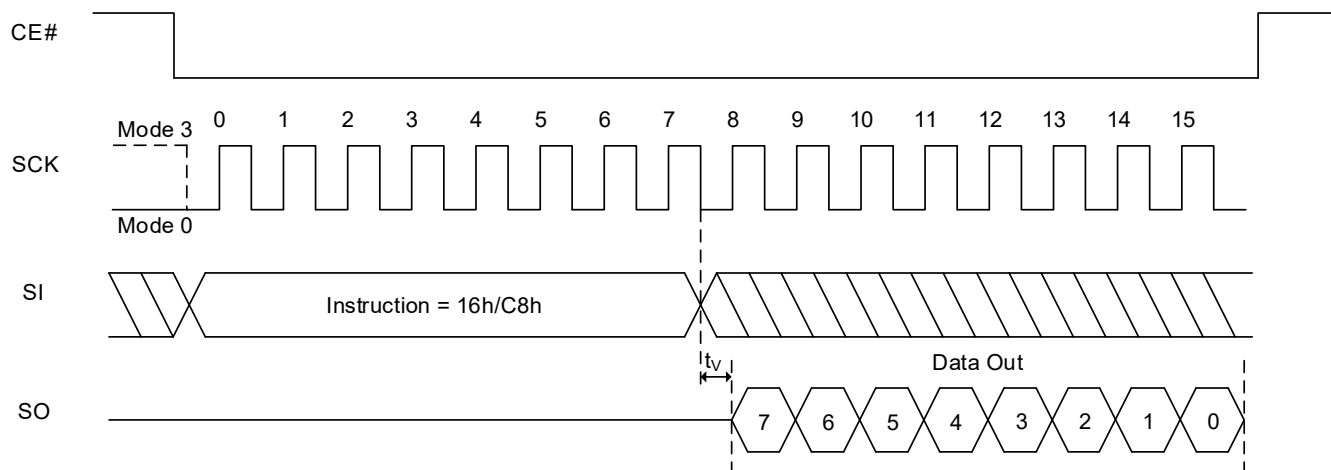 CE#
0 1 2 3 4 5 6 7 8 9 10 11 12 13 14 15
Mode 3
SCK
Mode 0
SI
Instruction = 16h/C8h
tV
Data Out
SO
7 6 5 4 3 2 1 0